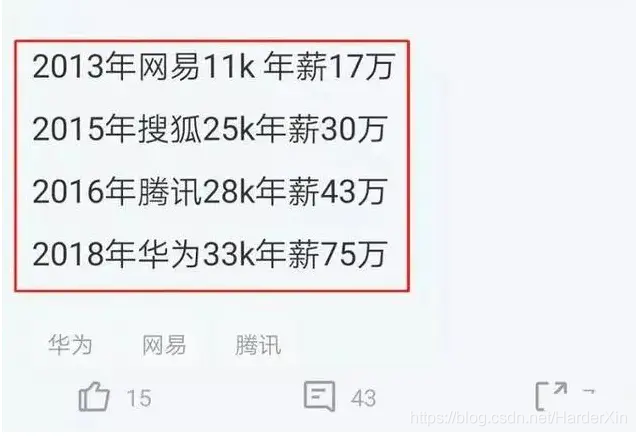 2013年网易11k 年薪17万
2015年搜狐25k年薪30万
2016年腾讯28k年薪43万
2018年华为33k年薪75万
华为 网易 腾讯
15 43
https://blog.csdn.net/HarderXin